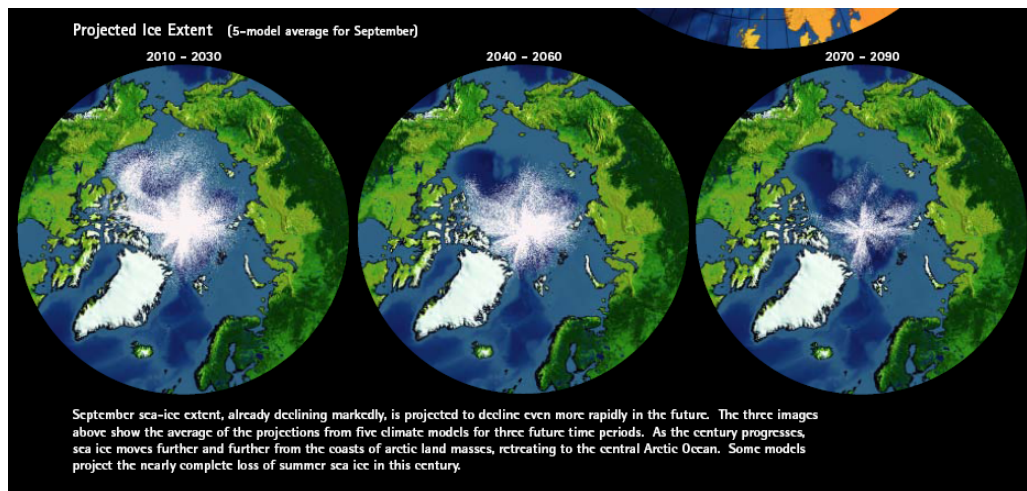 Projected Ice Extent (5-model average for September)
2010 – 2030
2040 – 2060
2070 – 2090
September sea-ice extent, already declining markedly, is projected to decline even more rapidly in the future. The three images
above show the average of the projections from five climate models for three future time periods. As the century progresses,
sea ice moves further and further from the coasts of arctic land masses, retreating to the central Arctic Ocean. Some models
project the nearly complete loss of summer sea ice in this century.